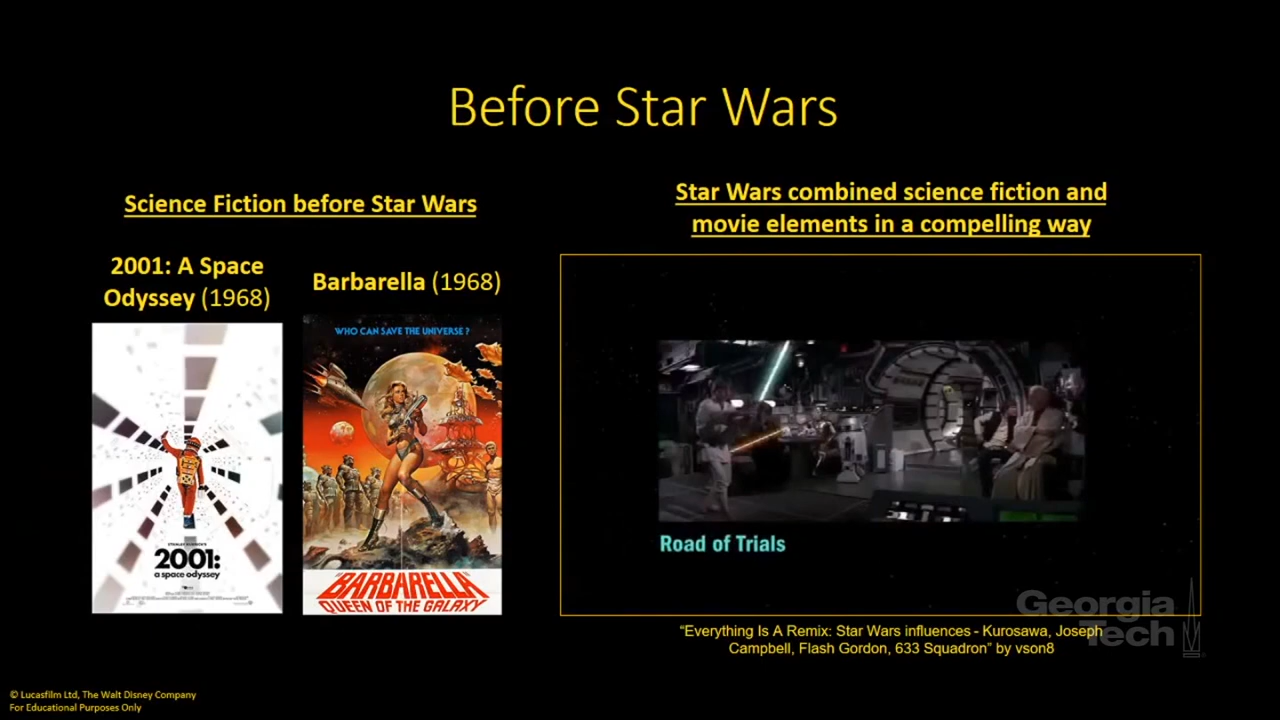 Before Star Wars
Science Fiction before Star Wars
2001: A Space
Odyssey (1968)
Barbarella (1968)
WHO CAN SAVE THE UNIVERSE?
2001:
a space odyssey
BARBARELLA
QUEEN OF THE GALAXY
Star Wars combined science fiction and
movie elements in a compelling way
Road of Trials
Georgia
Tech
“Everything Is A Remix: Star Wars influences - Kurosawa, Joseph
Campbell, Flash Gordon, 633 Squadron” by vson8
© Lucasfilm Ltd, The Walt Disney Company
For Educational Purposes Only